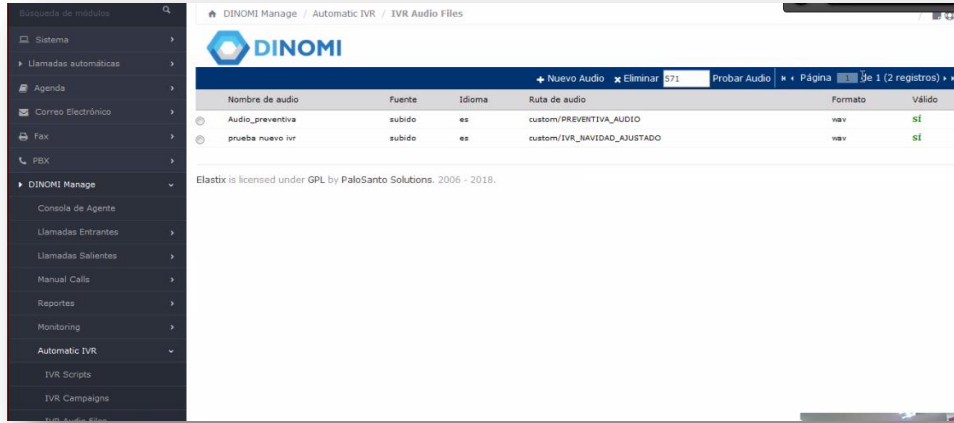 Búsqueda de módulos
DINOMI Manage / Automatic IVR / IVR Audio Files
Sistema
DINOMI
Llamadas automáticas
+ Nuevo Audio x Eliminar 571 Probar Audio Página 1 de 1 (2 registros)
Agenda
Nombre de audio Fuente Idioma Ruta de audio Formato Válido
Correo Electrónico
Audio_preventiva subido es custom/PREVENTIVA_AUDIO wav sí
Fax
prueba nuevo ivr subido es custom/IVR_NAVIDAD_AJUSTADO wav sí
PBX
Elastix is licensed under GPL by PaloSanto Solutions. 2006 - 2018.
DINOMI Manage
Consola de Agente
Llamadas Entrantes
Llamadas Salientes
Manual Calls
Reportes
Monitoring
Automatic IVR
IVR Scripts
IVR Campaigns
IVR Audio Files